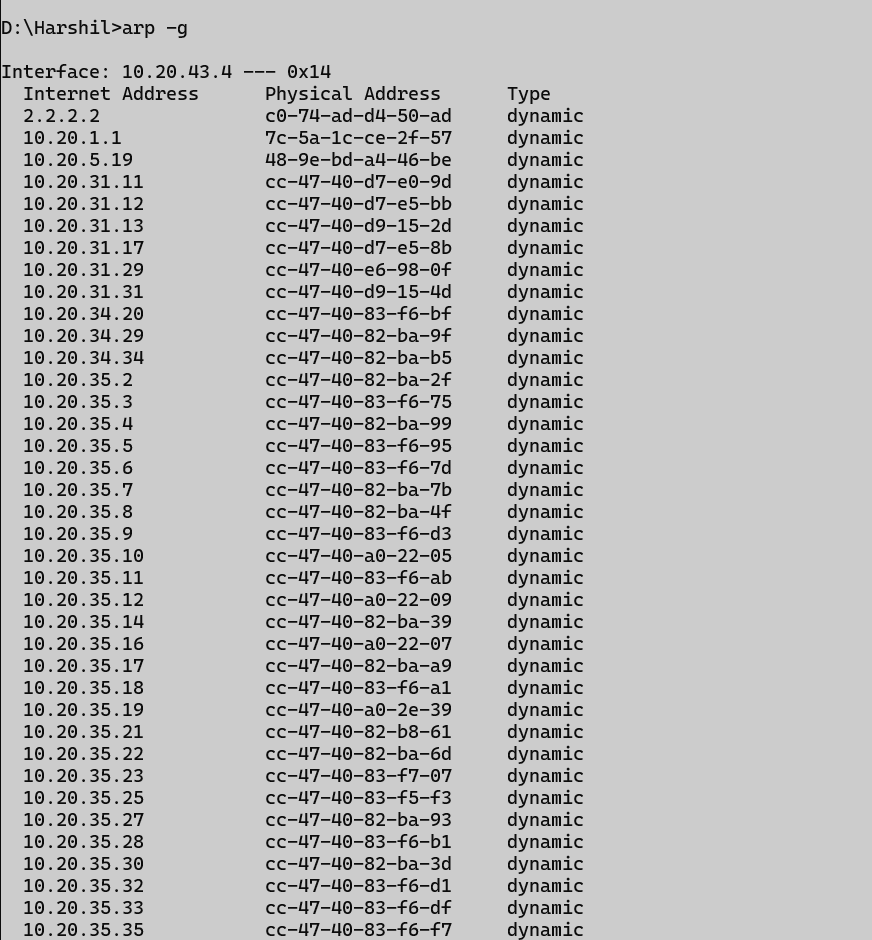 D:\Harshil>arp -g
Interface: 10.20.43.4 --- 0x14
Internet Address Physical Address Type
2.2.2.2 c0-74-ad-d4-50-ad dynamic
10.20.1.1 7c-5a-1c-ce-2f-57 dynamic
10.20.5.19 48-9e-bd-a4-46-be dynamic
10.20.31.11 cc-47-40-d7-e0-9d dynamic
10.20.31.12 cc-47-40-d7-e5-bb dynamic
10.20.31.13 cc-47-40-d9-15-2d dynamic
10.20.31.17 cc-47-40-d7-e5-8b dynamic
10.20.31.29 cc-47-40-e6-98-0f dynamic
10.20.31.31 cc-47-40-d9-15-4d dynamic
10.20.34.20 cc-47-40-83-f6-bf dynamic
10.20.34.29 cc-47-40-82-ba-9f dynamic
10.20.34.34 cc-47-40-82-ba-b5 dynamic
10.20.35.2 cc-47-40-82-ba-2f dynamic
10.20.35.3 cc-47-40-83-f6-75 dynamic
10.20.35.4 cc-47-40-82-ba-99 dynamic
10.20.35.5 cc-47-40-83-f6-95 dynamic
10.20.35.6 cc-47-40-83-f6-7d dynamic
10.20.35.7 cc-47-40-82-ba-7b dynamic
10.20.35.8 cc-47-40-82-ba-4f dynamic
10.20.35.9 cc-47-40-83-f6-d3 dynamic
10.20.35.10 cc-47-40-a0-22-05 dynamic
10.20.35.11 cc-47-40-83-f6-ab dynamic
10.20.35.12 cc-47-40-a0-22-09 dynamic
10.20.35.14 cc-47-40-82-ba-39 dynamic
10.20.35.16 cc-47-40-a0-22-07 dynamic
10.20.35.17 cc-47-40-82-ba-a9 dynamic
10.20.35.18 cc-47-40-83-f6-a1 dynamic
10.20.35.19 cc-47-40-a0-2e-39 dynamic
10.20.35.21 cc-47-40-82-b8-61 dynamic
10.20.35.22 cc-47-40-82-ba-6d dynamic
10.20.35.23 cc-47-40-83-f7-07 dynamic
10.20.35.25 cc-47-40-83-f5-f3 dynamic
10.20.35.27 cc-47-40-82-ba-93 dynamic
10.20.35.28 cc-47-40-83-f6-b1 dynamic
10.20.35.30 cc-47-40-82-ba-3d dynamic
10.20.35.32 cc-47-40-83-f6-d1 dynamic
10.20.35.33 cc-47-40-83-f6-df dynamic
10.20.35.35 cc-47-40-83-f6-f7 dynamic